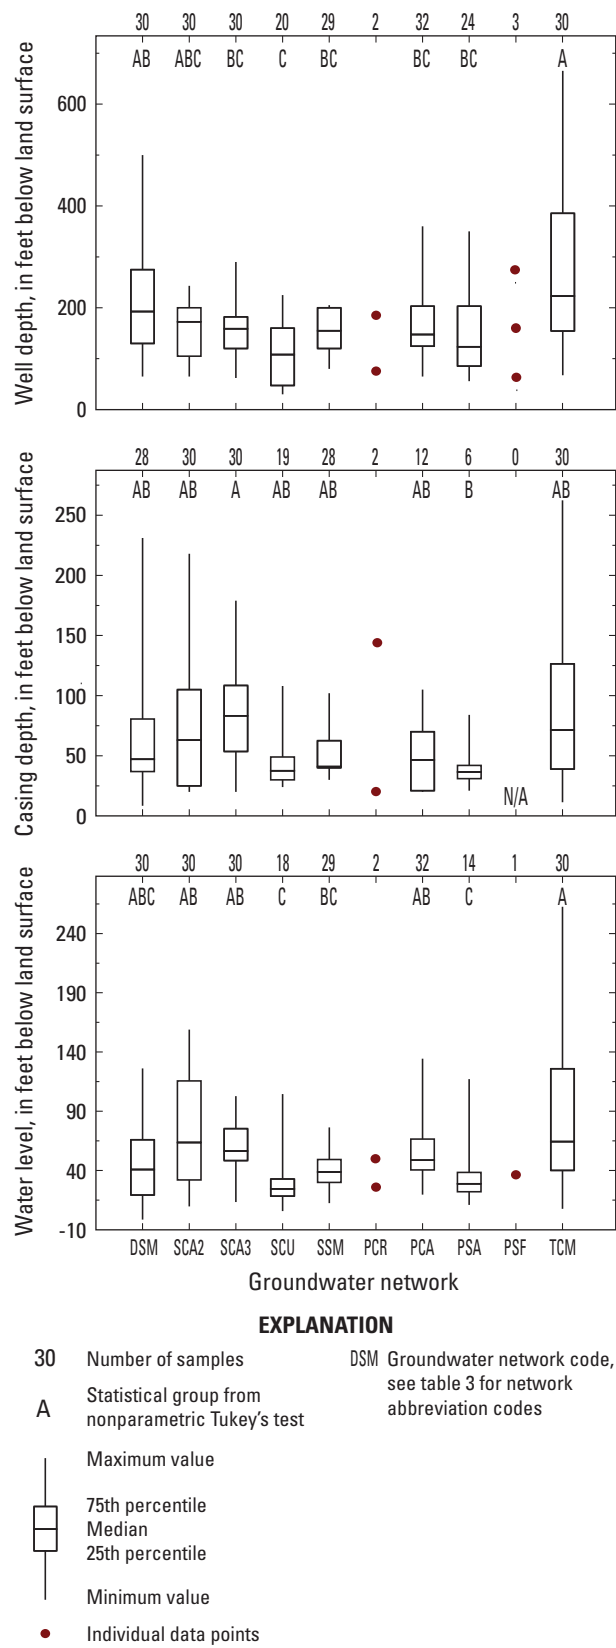 30 30 30 20 29 2 32 24 3 30
AB ABC BC C BC BC BC A
Well depth, in feet below land surface
600
400
200
0
28 30 30 19 28 2 12 6 0 30
AB AB A AB AB AB B AB
Casing depth, in feet below land surface
250
200
150
100
50
0
N/A
30 30 30 18 29 2 32 14 1 30
ABC AB AB C BC AB C A
Water level, in feet below land surface
240
190
140
90
40
-10
DSM SCA2 SCA3 SCU SSM PCR PCA PSA PSF TCM
Groundwater network
EXPLANATION
30 Number of samples
A Statistical group from
nonparametric Tukey's test
Maximum value
75th percentile
Median
25th percentile
Minimum value
Individual data points
DSM Groundwater network code,
see table 3 for network
abbreviation codes